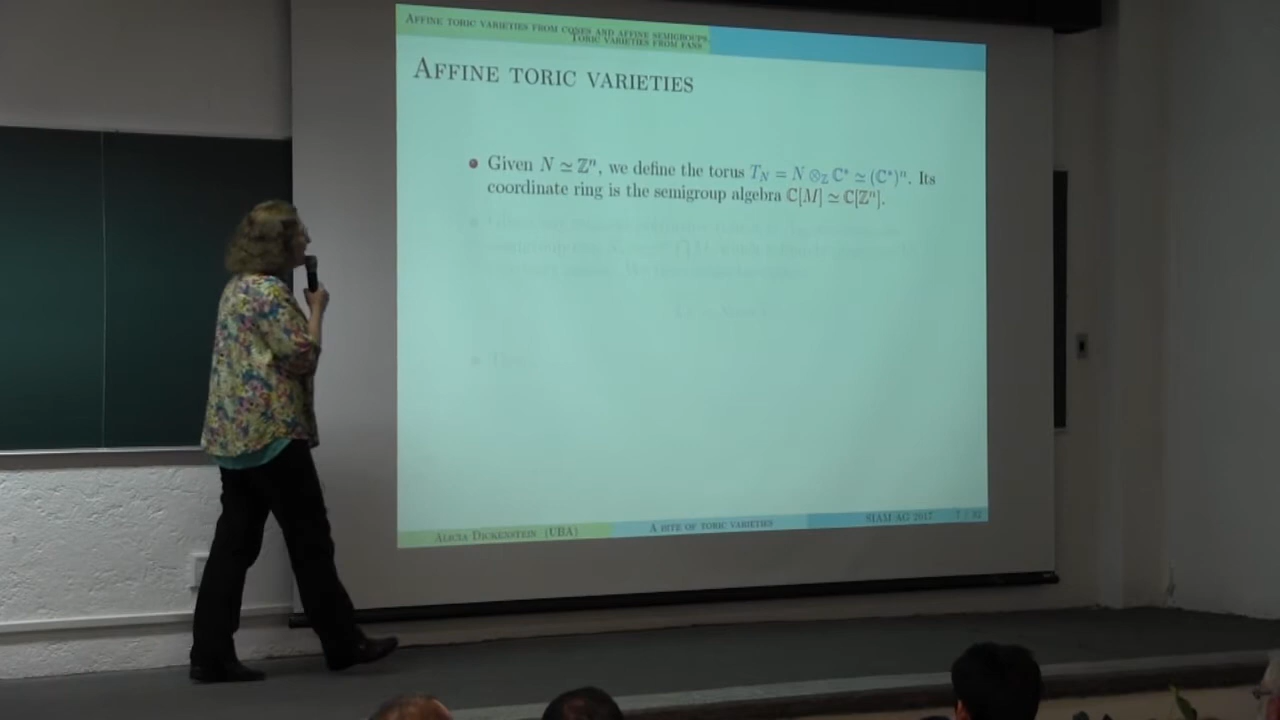 AFFINE TORIC VARIETIES FROM CONES AND AFFINE SEMIGROUPS
TORIC VARIETIES FROM FANS
AFFINE TORIC VARIETIES
• Given N ≃ ℤⁿ, we define the torus T_N = N ⊗_ℤ ℂ* ≃ (ℂ*)ⁿ. Its
coordinate ring is the semigroup algebra ℂ[M] ≃ ℂ[ℤⁿ].
ALICIA DICKENSTEIN (UBA) A BITE OF TORIC VARIETIES SIAM AG 2017 7 / 32